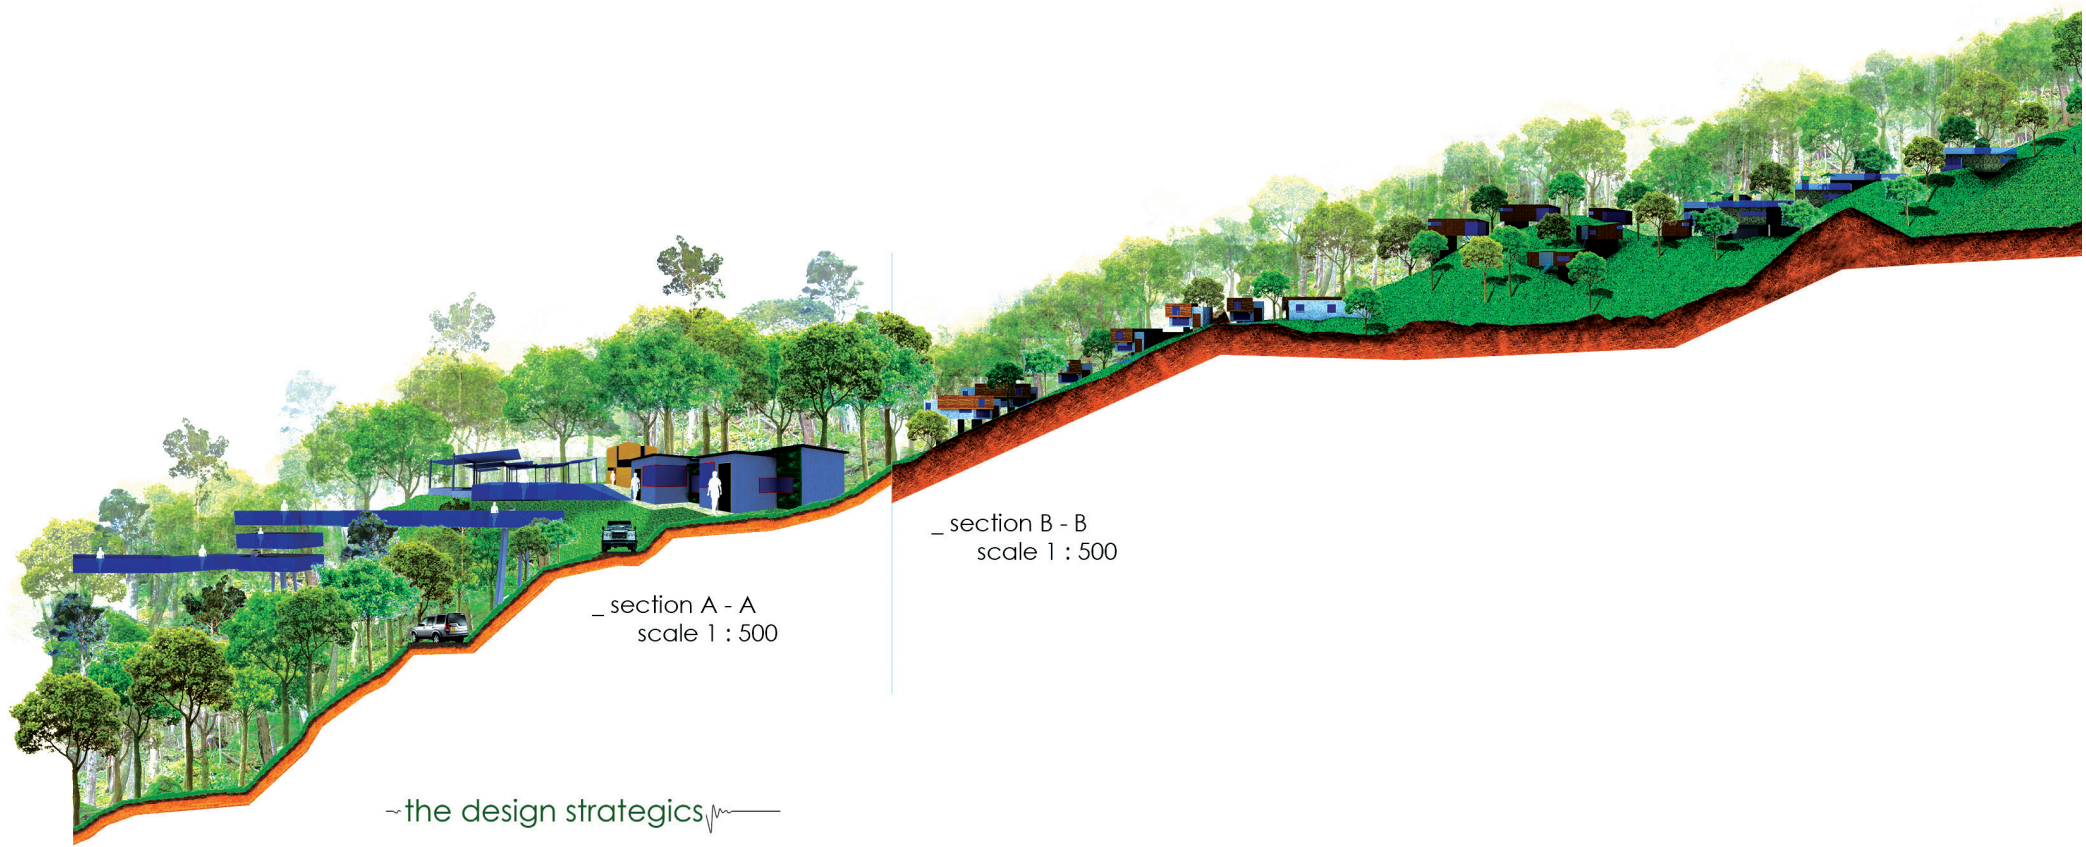 _ section B - B
scale 1 : 500
_ section A - A
scale 1 : 500
the design strategics